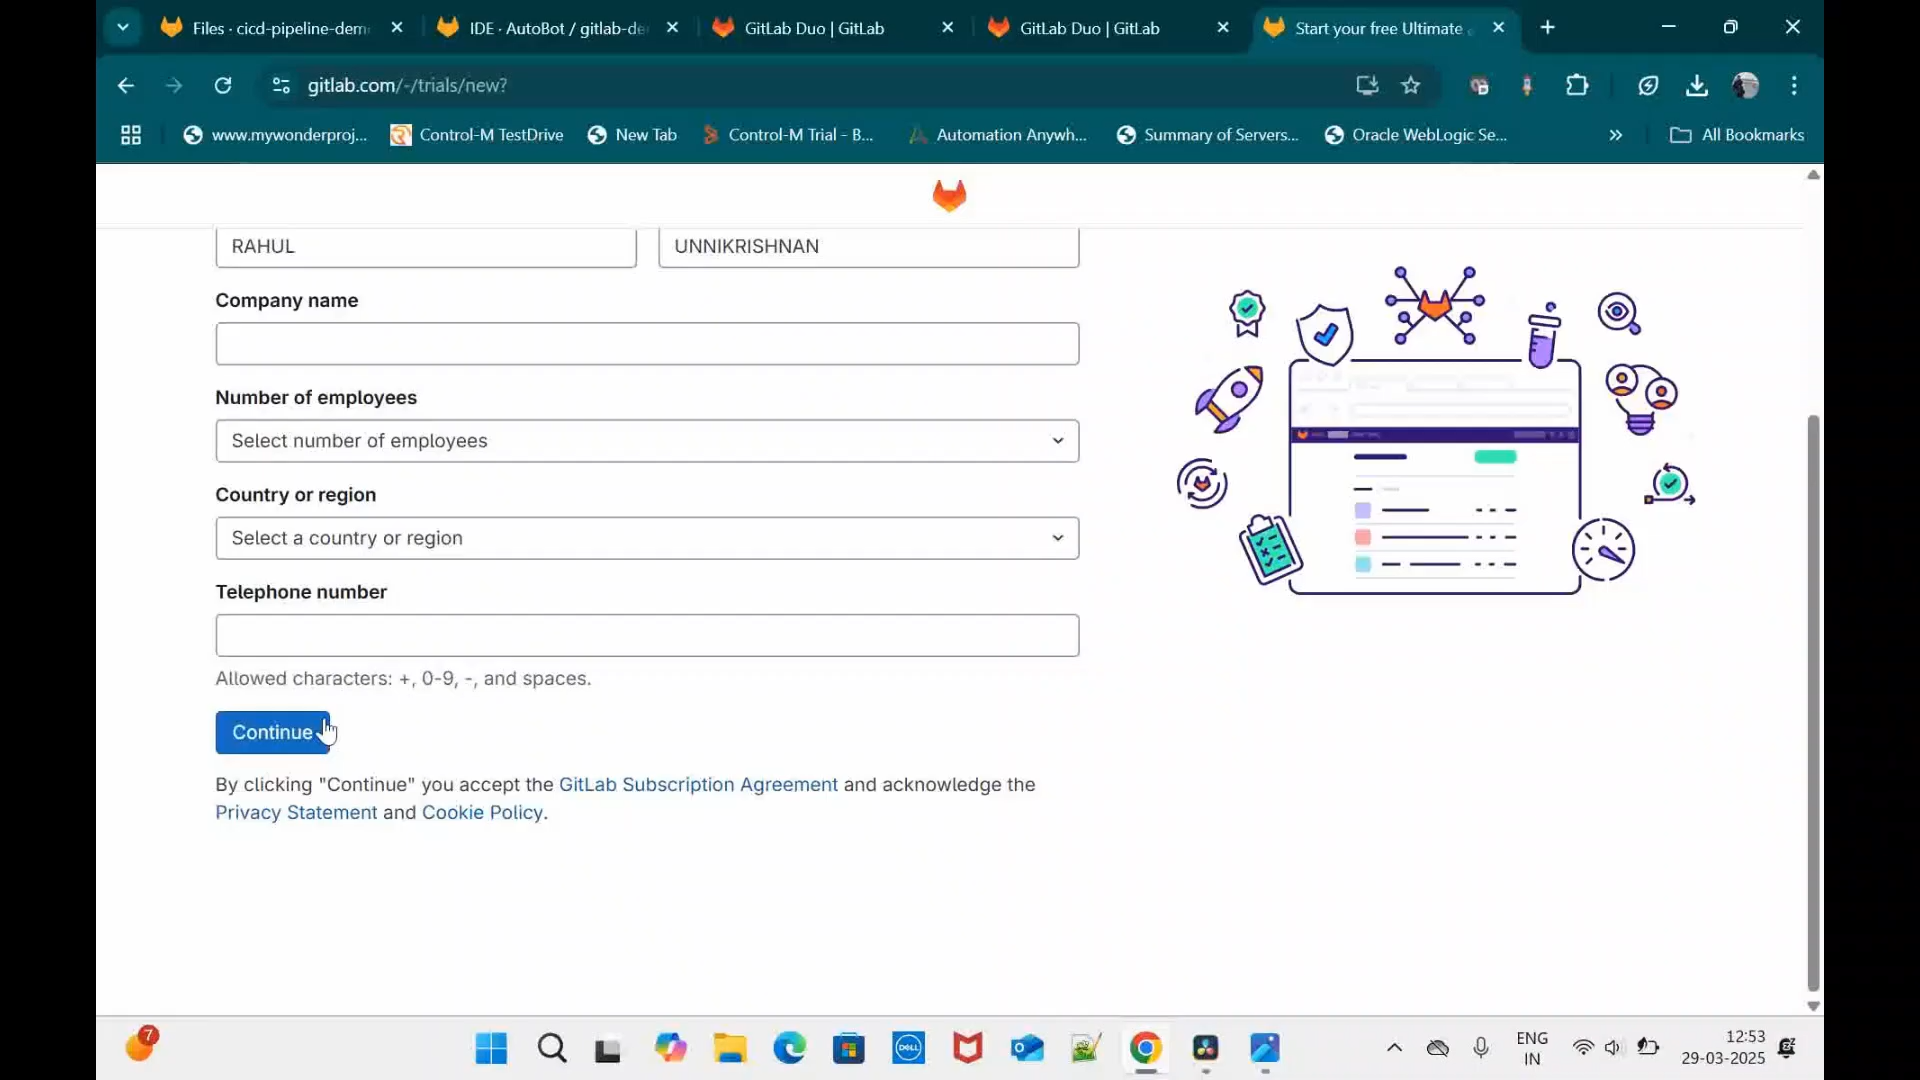 Files · cicd-pipeline-dem
IDE · AutoBot / gitlab-de
GitLab Duo | GitLab
GitLab Duo | GitLab
Start your free Ultimate
gitlab.com/-/trials/new?
www.mywonderproj...
Control-M TestDrive
New Tab
Control-M Trial - B...
Automation Anywh...
Summary of Servers...
Oracle WebLogic Se...
»
All Bookmarks
RAHUL
UNNIKRISHNAN
Company name
Number of employees
Select number of employees
Country or region
Select a country or region
Telephone number
Allowed characters: +, 0-9, -, and spaces.
Continue
By clicking "Continue" you accept the GitLab Subscription Agreement and acknowledge the
Privacy Statement and Cookie Policy.
7
DELL
ENG
IN
12:53
29-03-2025